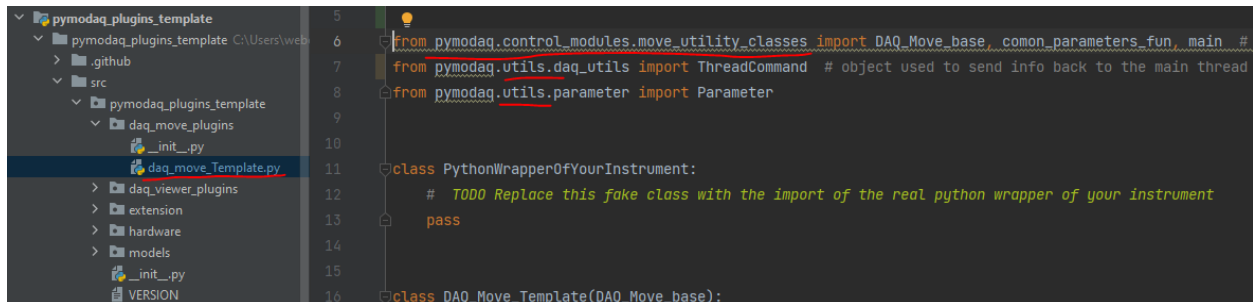 pymodaq_plugins_template
pymodaq_plugins_template C:\Users\web
.github
src
pymodaq_plugins_template
daq_move_plugins
__init__.py
daq_move_Template.py
daq_viewer_plugins
extension
hardware
models
__init__.py
VERSION
5
6 from pymodaq.control_modules.move_utility_classes import DAQ_Move_base, comon_parameters_fun, main #
7 from pymodaq.utils.daq_utils import ThreadCommand # object used to send info back to the main thread
8 from pymodaq.utils.parameter import Parameter
9
10
11 class PythonWrapperOfYourInstrument:
12 # TODO Replace this fake class with the import of the real python wrapper of your instrument
13 pass
14
15
16 class DAQ_Move_Template(DAQ_Move_base):